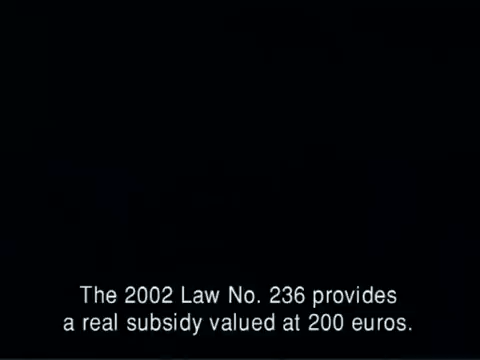 The 2002 Law No. 236 provides
a real subsidy valued at 200 euros.